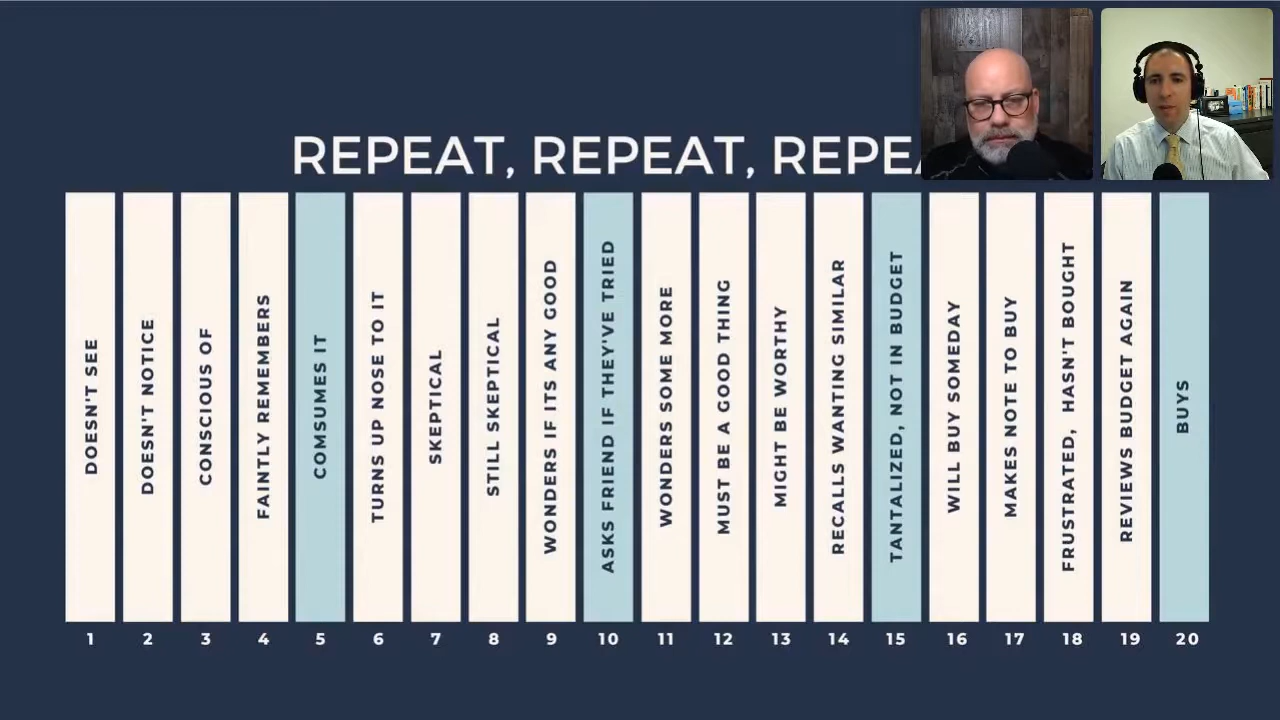 REPEAT, REPEAT, REPEA
DOESN'T SEE
DOESN'T NOTICE
CONSCIOUS OF
FAINTLY REMEMBERS
COMSUMES IT
TURNS UP NOSE TO IT
SKEPTICAL
STILL SKEPTICAL
WONDERS IF ITS ANY GOOD
ASKS FRIEND IF THEY'VE TRIED
WONDERS SOME MORE
MUST BE A GOOD THING
MIGHT BE WORTHY
RECALLS WANTING SIMILAR
TANTALIZED, NOT IN BUDGET
WILL BUY SOMEDAY
MAKES NOTE TO BUY
FRUSTRATED, HASN'T BOUGHT
REVIEWS BUDGET AGAIN
BUYS
1 2 3 4 5 6 7 8 9 10 11 12 13 14 15 16 17 18 19 20